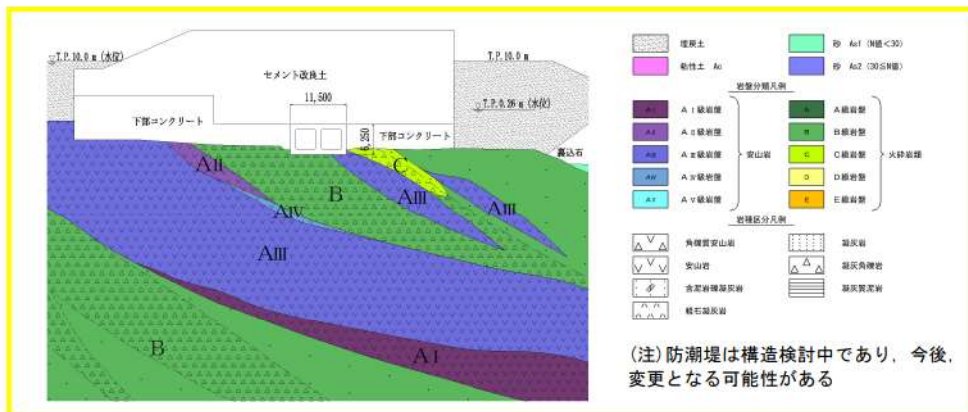 ▽T.P.10.0 m (水位)
セメント改良土
T.P.10.0 m
11,500
▽T.P.0.26 m (水位)
下部コンクリート
6,250
下部コンクリート
裏込石
AⅡ
C
B
AⅢ
AⅢ
AⅣ
AⅢ
B
AⅠ
埋戻土
砂 As1 (N値<30)
粘性土 Ac
砂 As2 (30≦N値)
岩盤分類凡例
AⅠ AⅠ級岩盤
A A級岩盤
AⅡ AⅡ級岩盤
B B級岩盤
AⅢ AⅢ級岩盤
安山岩
C C級岩盤
火砕岩類
AⅣ AⅣ級岩盤
D D級岩盤
AⅤ AⅤ級岩盤
E E級岩盤
岩種区分凡例
角礫質安山岩
凝灰岩
安山岩
凝灰角礫岩
含泥岩礫凝灰岩
凝灰質泥岩
軽石凝灰岩
(注) 防潮堤は構造検討中であり，今後，
変更となる可能性がある